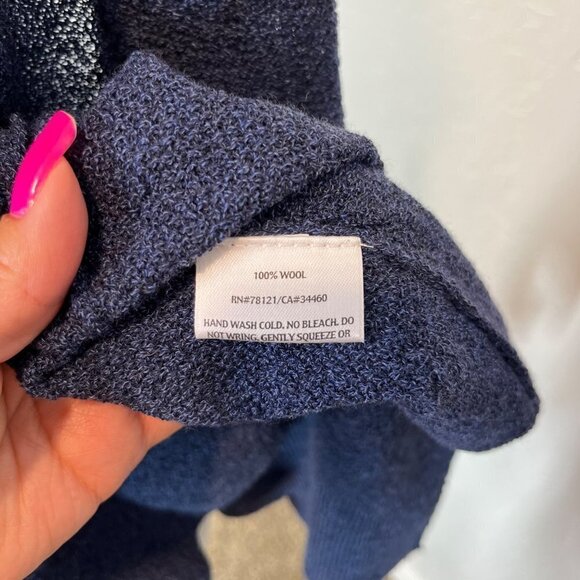 100% WOOL
RN#78121/CA#34460
HAND WASH COLD. NO BLEACH. DO
NOT WRING. GENTLY SQUEEZE OR